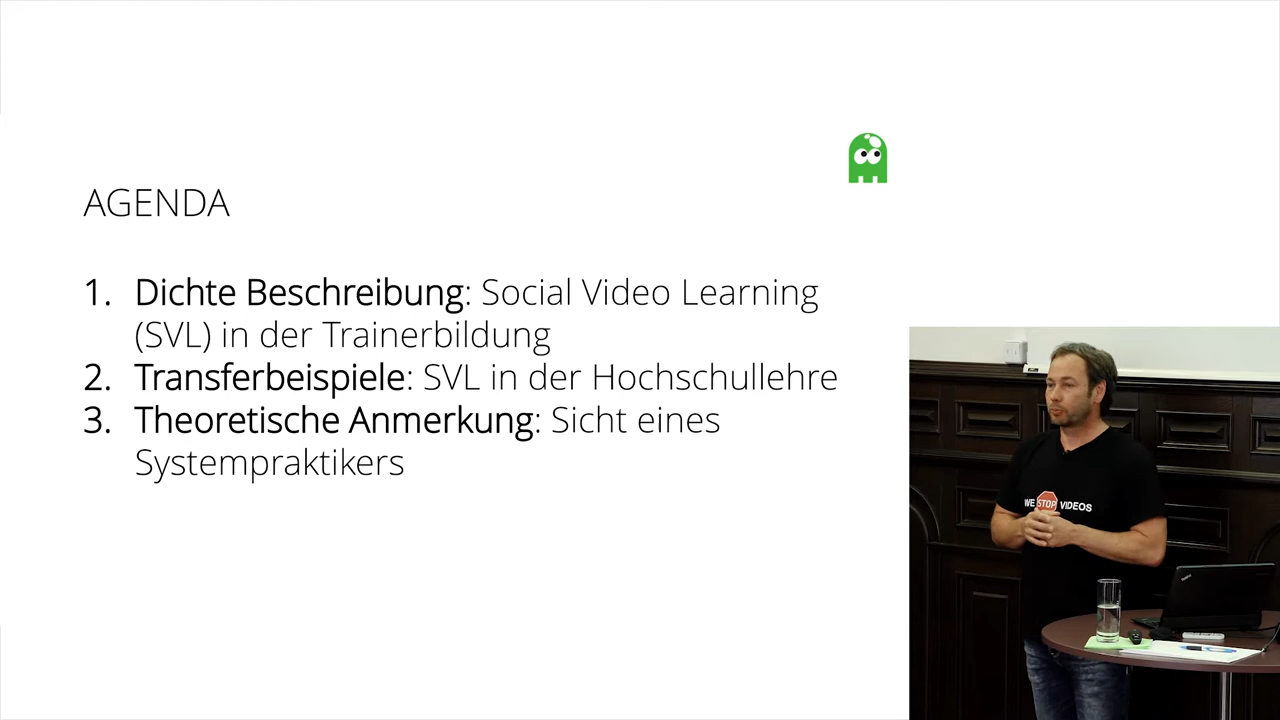 AGENDA
1. Dichte Beschreibung: Social Video Learning
(SVL) in der Trainerbildung
2. Transferbeispiele: SVL in der Hochschullehre
3. Theoretische Anmerkung: Sicht eines
Systempraktikers
WE STOP VIDEOS